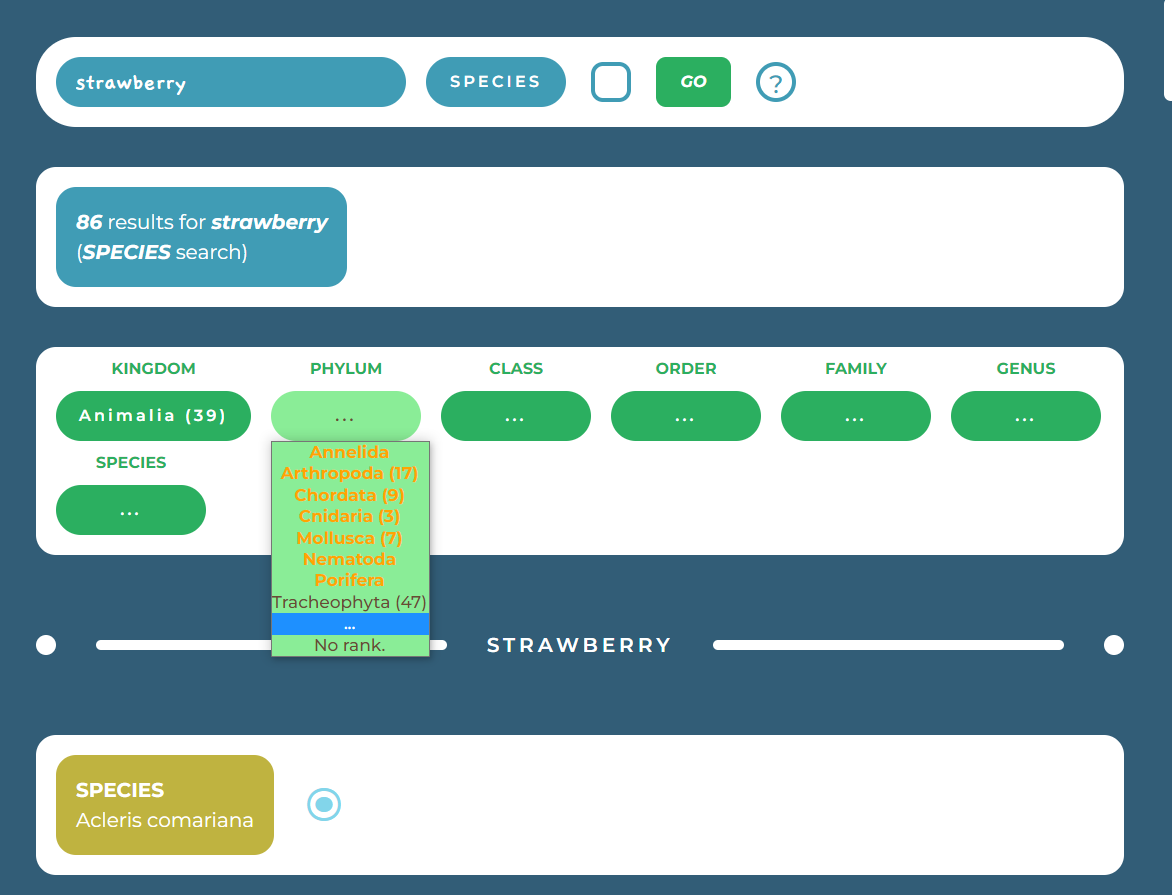 strawberry SPECIES GO ?
86 results for strawberry
(SPECIES search)
KINGDOM PHYLUM CLASS ORDER FAMILY GENUS
Animalia (39) ... ... ... ... ...
Annelida
Arthropoda (17)
Chordata (9)
Cnidaria (3)
Mollusca (7)
Nematoda
Porifera
Tracheophyta (47)
...
No rank.
SPECIES
...
STRAWBERRY
SPECIES
Acleris comariana